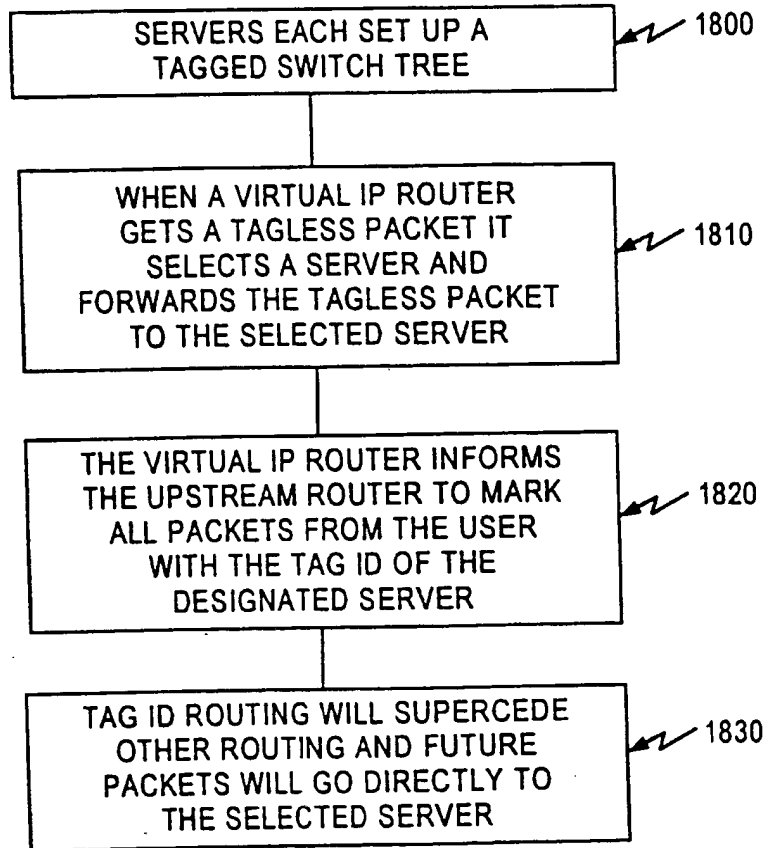 SERVERS EACH SET UP A
TAGGED SWITCH TREE
1800
WHEN A VIRTUAL IP ROUTER
GETS A TAGLESS PACKET IT
SELECTS A SERVER AND
FORWARDS THE TAGLESS PACKET
TO THE SELECTED SERVER
1810
THE VIRTUAL IP ROUTER INFORMS
THE UPSTREAM ROUTER TO MARK
ALL PACKETS FROM THE USER
WITH THE TAG ID OF THE
DESIGNATED SERVER
1820
TAG ID ROUTING WILL SUPERCEDE
OTHER ROUTING AND FUTURE
PACKETS WILL GO DIRECTLY TO
THE SELECTED SERVER
1830